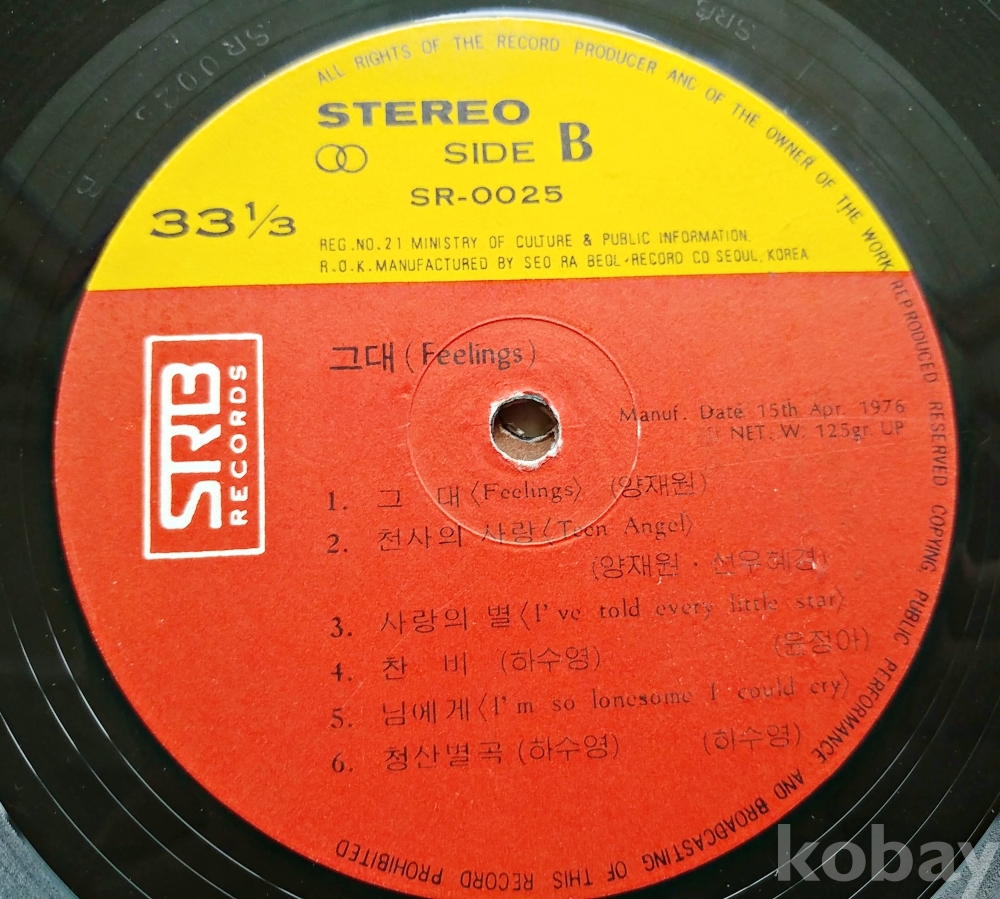 ALL RIGHTS OF THE RECORD PRODUCER ANC OF THE OWNER OF THE WORK REPRODUCED RESERVED COPYING PUBLIC PERFORMANCE AND BROADCASTING OF THIS RECORD PROHIBITED
STEREO
SIDE B
SR-0025
33 1/3
REG.NO.21 MINISTRY OF CULTURE & PUBLIC INFORMATION.
R.O.K.MANUFACTURED BY SEO RA BEOL-RECORD CO SEOUL, KOREA
SRB
RECORDS
그대 (Feelings)
Manuf. Date 15th Apr. 1976
NET. W. 125gr. UP
1. 그 대 〈Feelings〉 (양재원)
2. 천사의 사랑 〈Teen Angel〉
(양재원 · 선우혜경)
3. 사랑의 별 〈I've told every little star〉
(윤정아)
4. 찬 비 (하수영)
5. 님에게 〈I'm so lonesome I could cry〉
(하수영)
6. 청산별곡 (하수영)
kobay